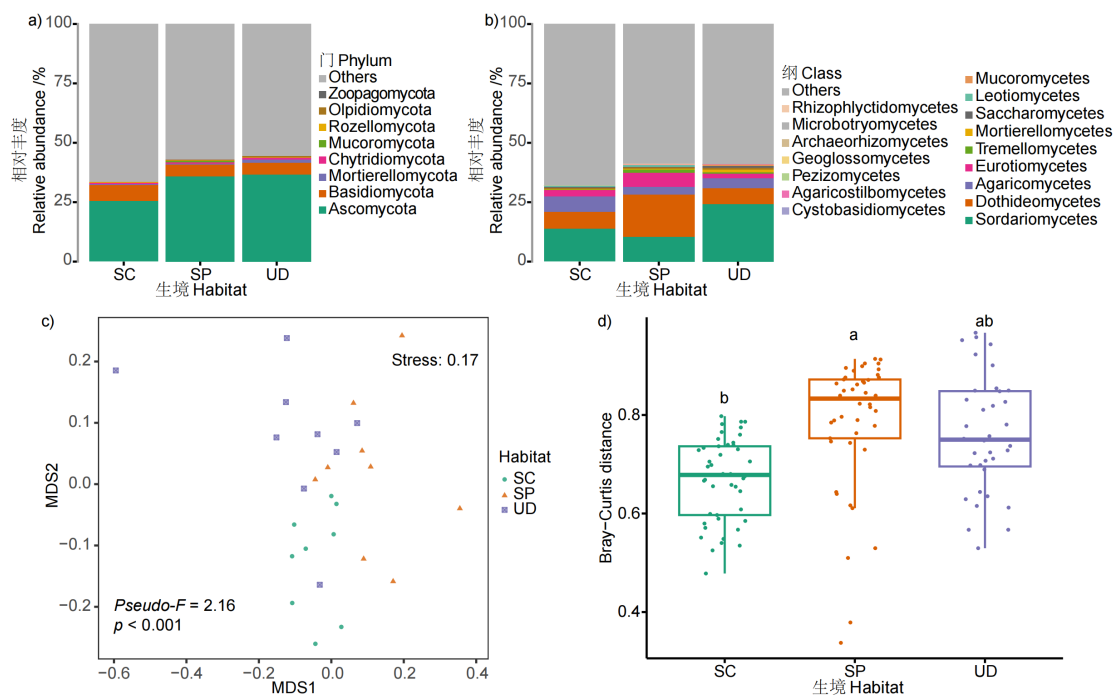 a)
100
75
50
25
0
相对丰度
Relative abundance /%
SC
SP
UD
生境 Habitat
门 Phylum
Others
Zoopagomycota
Olpidiomycota
Rozellomycota
Mucoromycota
Chytridiomycota
Mortierellomycota
Basidiomycota
Ascomycota
b)
100
75
50
25
0
相对丰度
Relative abundance /%
SC
SP
UD
生境 Habitat
纲 Class
Others
Rhizophlyctidomycetes
Microbotryomycetes
Archaeorhizomycetes
Geoglossomycetes
Pezizomycetes
Agaricostilbomycetes
Cystobasidiomycetes
Mucoromycetes
Leotiomycetes
Saccharomycetes
Mortierellomycetes
Tremellomycetes
Eurotiomycetes
Agaricomycetes
Dothideomycetes
Sordariomycetes
c)
Stress: 0.17
0.2
0.1
0.0
−0.1
−0.2
MDS2
Pseudo-F = 2.16
p < 0.001
−0.6
−0.4
−0.2
0.0
0.2
0.4
MDS1
Habitat
SC
SP
UD
d)
b
a
ab
0.8
0.6
0.4
Bray−Curtis distance
SC
SP
UD
生境 Habitat